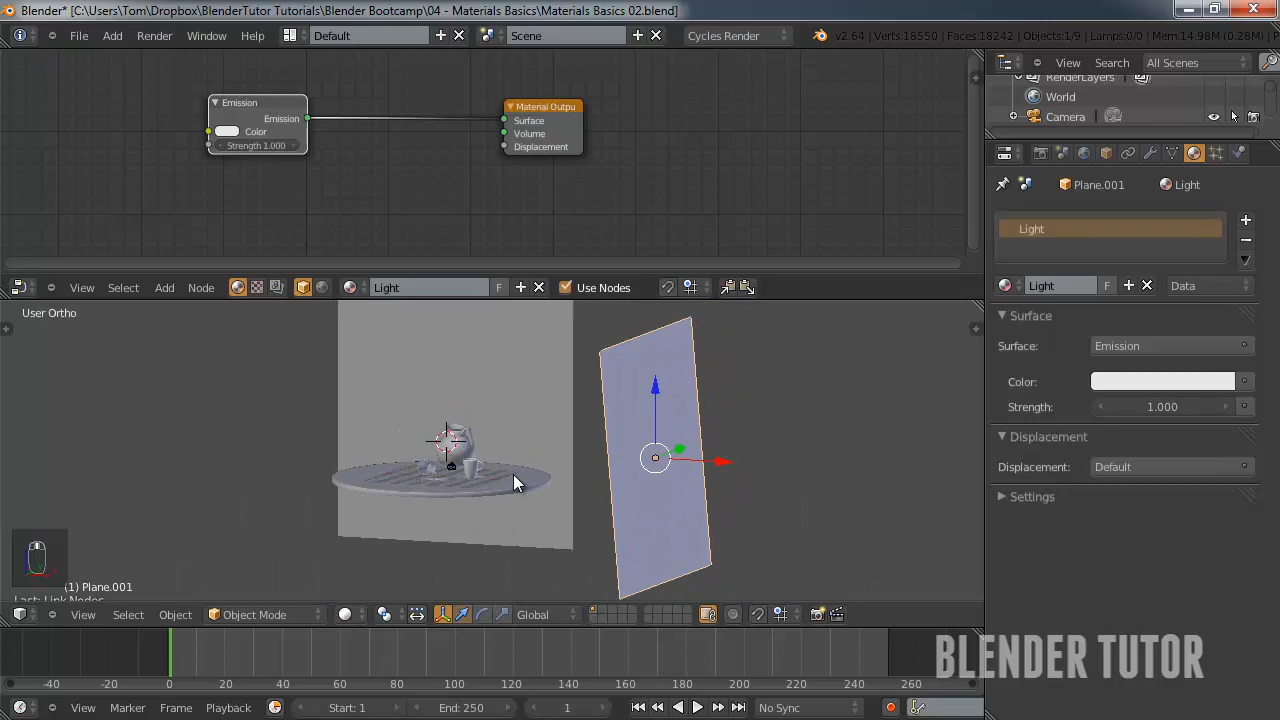 Blender* [C:\Users\Tom\Dropbox\BlenderTutor Tutorials\Blender Bootcamp\04 - Materials Basics\Materials Basics 02.blend]
File Add Render Window Help Default Scene Cycles Render v2.64 | Verts:18550 | Faces:18242 | Objects:1/9 | Lamps:0/0 | Mem:14.98M (0.28M) | P
View Search All Scenes
RenderLayers
World
Camera
Emission
Emission
Color
Strength 1.000
Material Outpu
Surface
Volume
Displacement
Plane.001 Light
Light
Light F Data
View Select Add Node Light F Use Nodes
Surface
Surface: Emission
Color:
Strength: 1.000
Displacement
Displacement: Default
Settings
User Ortho
(1) Plane.001
Last: Link Nodes
View Select Object Object Mode Global
-40 -20 0 20 40 60 80 100 120 140 160 180 200 220 240 260
View Marker Frame Playback Start: 1 End: 250 1 No Sync
BLENDER TUTOR